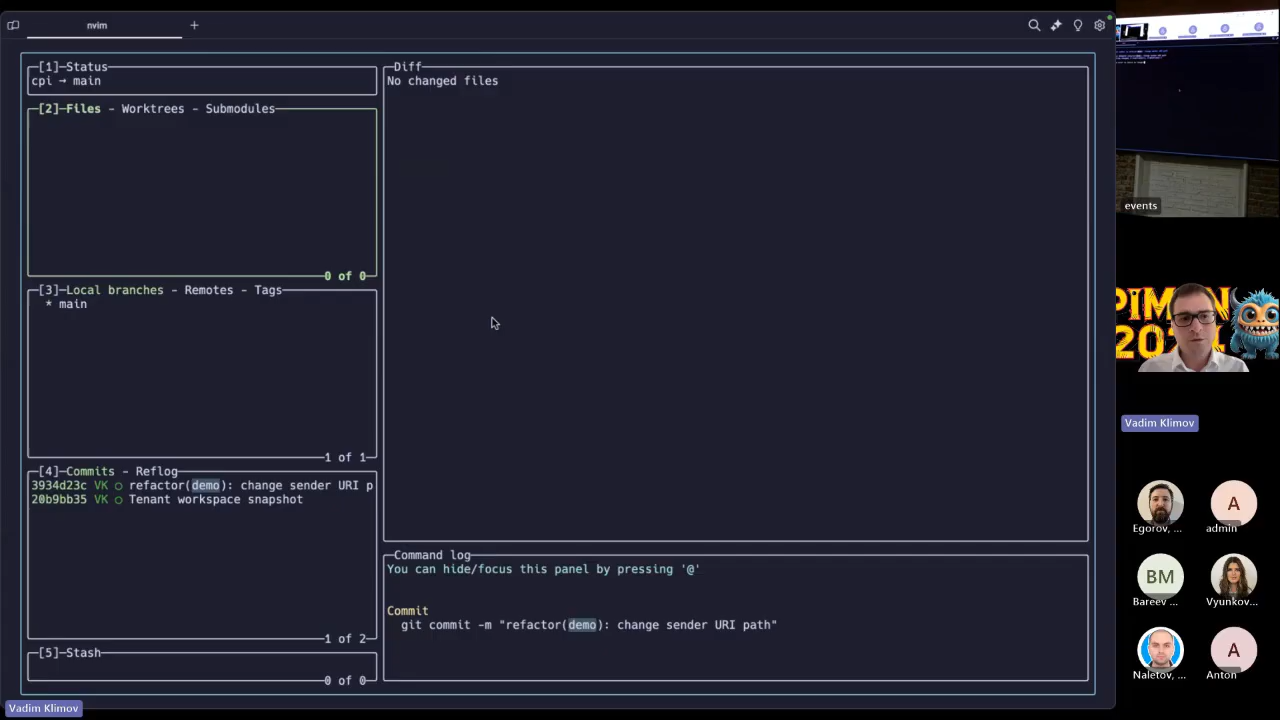 nvim
+
[1]─Status
cpi → main
[2]─Files - Worktrees - Submodules
0 of 0
[3]─Local branches - Remotes - Tags
* main
1 of 1
[4]─Commits - Reflog
3934d23c VK ○ refactor(demo): change sender URI p
20b9bb35 VK ○ Tenant workspace snapshot
1 of 2
[5]─Stash
0 of 0
Diff
No changed files
Command log
You can hide/focus this panel by pressing '@'
Commit
git commit -m "refactor(demo): change sender URI path"
events
2024
Vadim Klimov
Egorov, ...
A
admin
BM
Bareev ...
Vyunkov...
Naletov, ...
A
Anton
Vadim Klimov